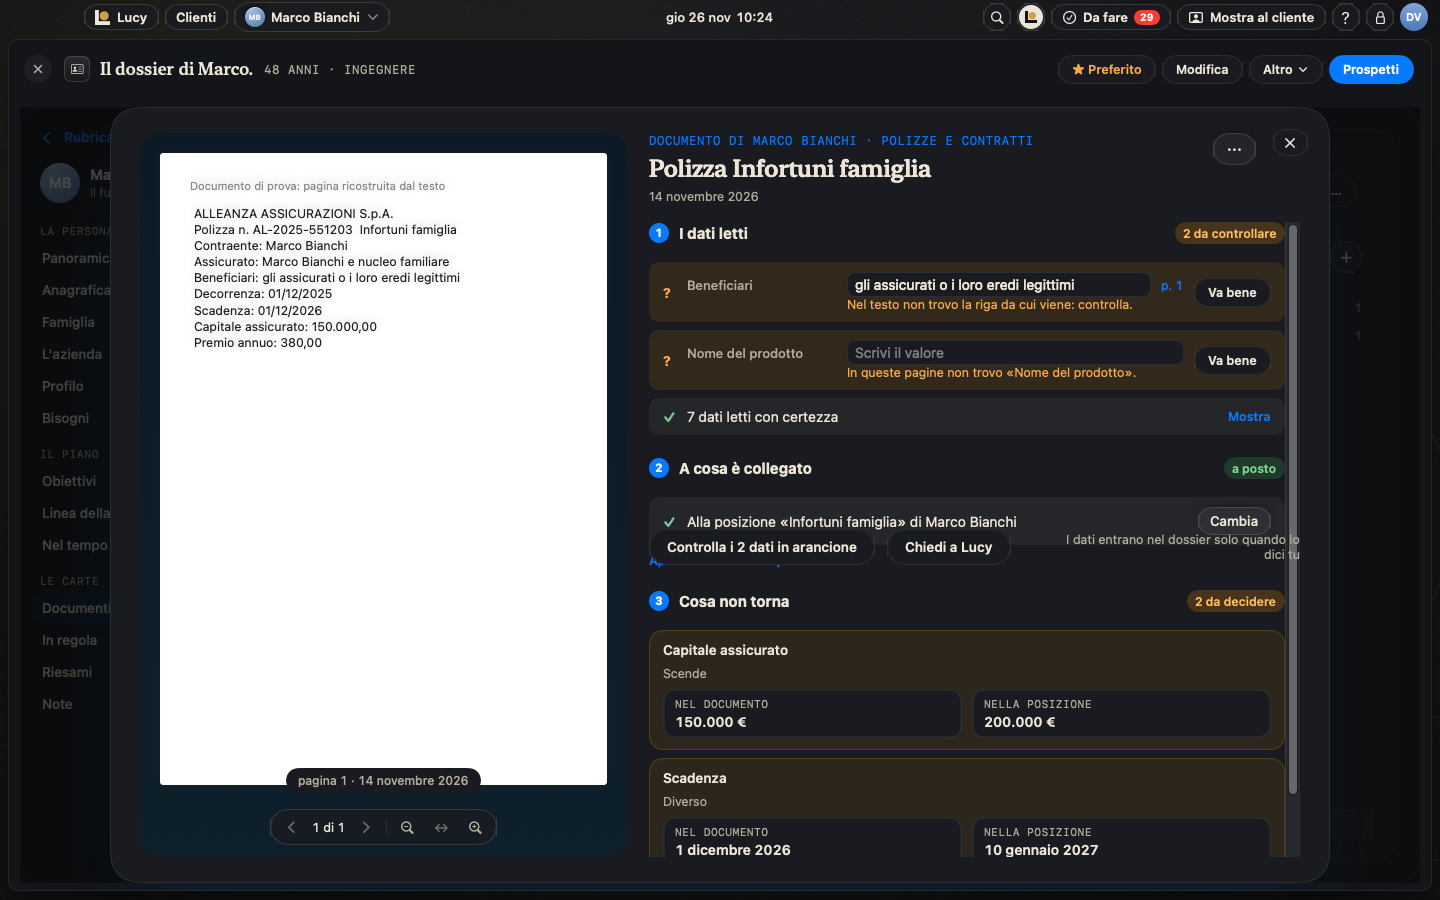 Lucy
Clienti
MB Marco Bianchi
gio 26 nov 10:24
Da fare 29
Mostra al cliente
?
DV
Il dossier di Marco.
48 ANNI · INGEGNERE
Preferito
Modifica
Altro
Prospetti
Rubrica
MB
Ma
Il fu
LA PERSONA
Panoramic
Anagrafica
Famiglia
L'azienda
Profilo
Bisogni
IL PIANO
Obiettivi
Linea della
Nel tempo
LE CARTE
Documenti
In regola
Riesami
Note
Documento di prova: pagina ricostruita dal testo
ALLEANZA ASSICURAZIONI S.p.A.
Polizza n. AL-2025-551203 Infortuni famiglia
Contraente: Marco Bianchi
Assicurato: Marco Bianchi e nucleo familiare
Beneficiari: gli assicurati o i loro eredi legittimi
Decorrenza: 01/12/2025
Scadenza: 01/12/2026
Capitale assicurato: 150.000,00
Premio annuo: 380,00
pagina 1 · 14 novembre 2026
1 di 1
DOCUMENTO DI MARCO BIANCHI · POLIZZE E CONTRATTI
Polizza Infortuni famiglia
14 novembre 2026
1 I dati letti
2 da controllare
? Beneficiari
gli assicurati o i loro eredi legittimi
p. 1
Va bene
Nel testo non trovo la riga da cui viene: controlla.
? Nome del prodotto
Scrivi il valore
Va bene
In queste pagine non trovo «Nome del prodotto».
7 dati letti con certezza
Mostra
2 A cosa è collegato
a posto
Alla posizione «Infortuni famiglia» di Marco Bianchi
Cambia
Controlla i 2 dati in arancione
Chiedi a Lucy
I dati entrano nel dossier solo quando lo
dici tu
3 Cosa non torna
2 da decidere
Capitale assicurato
Scende
NEL DOCUMENTO
150.000 €
NELLA POSIZIONE
200.000 €
Scadenza
Diverso
NEL DOCUMENTO
1 dicembre 2026
NELLA POSIZIONE
10 gennaio 2027
1
1